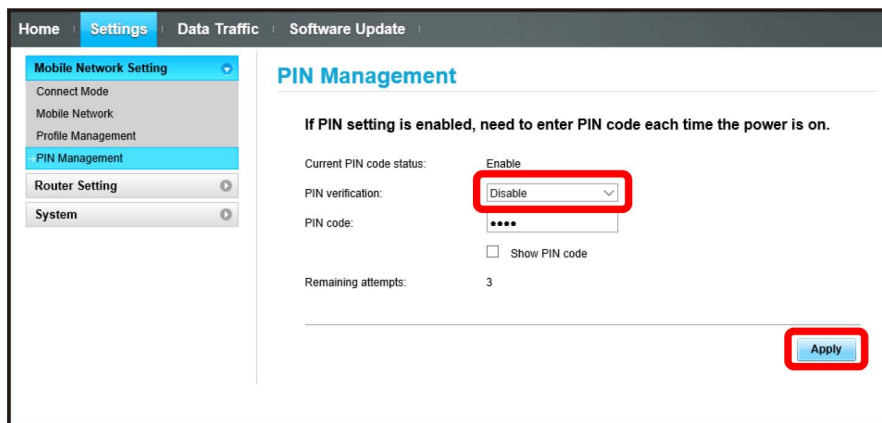 Home Settings Data Traffic Software Update
Mobile Network Setting
Connect Mode
Mobile Network
Profile Management
PIN Management
Router Setting
System
PIN Management
If PIN setting is enabled, need to enter PIN code each time the power is on.
Current PIN code status: Enable
PIN verification: Disable
PIN code: ••••
Show PIN code
Remaining attempts: 3
Apply